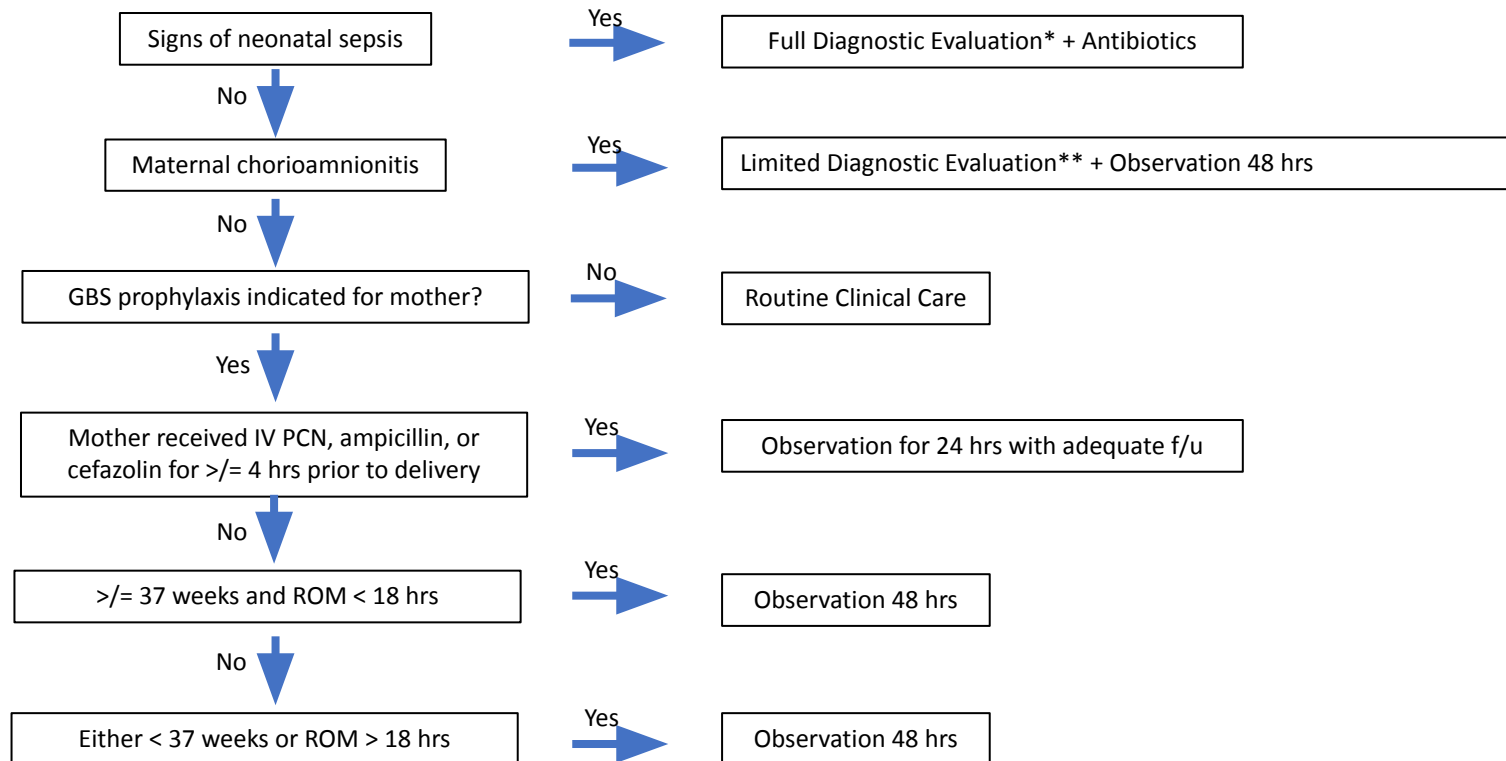 Signs of neonatal sepsis
Yes
Full Diagnostic Evaluation* + Antibiotics
No
Maternal chorioamnionitis
Yes
Limited Diagnostic Evaluation** + Observation 48 hrs
No
GBS prophylaxis indicated for mother?
No
Routine Clinical Care
Yes
Mother received IV PCN, ampicillin, or
cefazolin for >/= 4 hrs prior to delivery
Yes
Observation for 24 hrs with adequate f/u
No
>/= 37 weeks and ROM < 18 hrs
Yes
Observation 48 hrs
No
Either < 37 weeks or ROM > 18 hrs
Yes
Observation 48 hrs